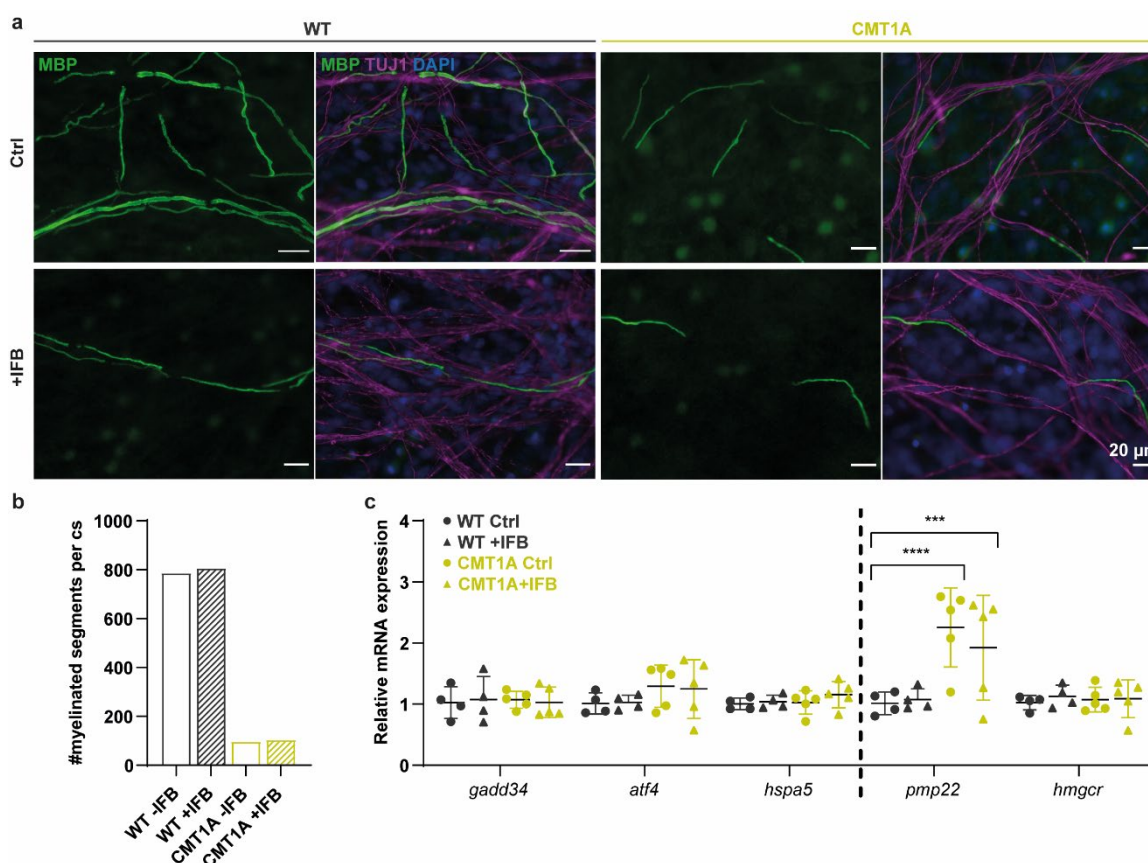 a
WT
CMT1A
MBP
MBP TUJ1 DAPI
Ctrl
+IFB
20 µm
b
#myelinated segments per cs
1000
800
600
400
200
0
WT -IFB
WT +IFB
CMT1A -IFB
CMT1A +IFB
c
Relative mRNA expression
4
3
2
1
0
WT Ctrl
WT +IFB
CMT1A Ctrl
CMT1A+IFB
***
****
gadd34
atf4
hspa5
pmp22
hmgcr